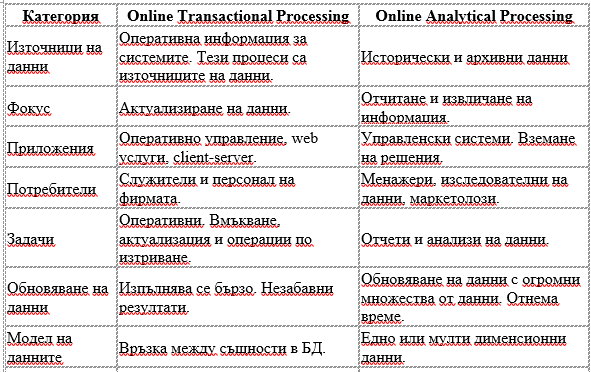 Категория Online Transactional Processing Online Analytical Processing
Източници на данни Оперативна информация за системите. Тези процеси са източниците на данни. Исторически и архивни данни
Фокус Актуализиране на данни. Отчитане и извличане на информация.
Приложения Оперативно управление, web услуги, client-server. Управленски системи. Вземане на решения.
Потребители Служители и персонал на фирмата. Менажери, изследователни на данни, маркетолози.
Задачи Оперативни. Вмъкване, актуализация и операции по изтриване. Отчети и анализи на данни.
Обновяване на данни Изпълнява се бързо. Незабавни резултати. Обновяване на данни с огромни множества от данни. Отнема време.
Модел на данните Връзка между същности в БД. Едно или мулти дименсионни данни.